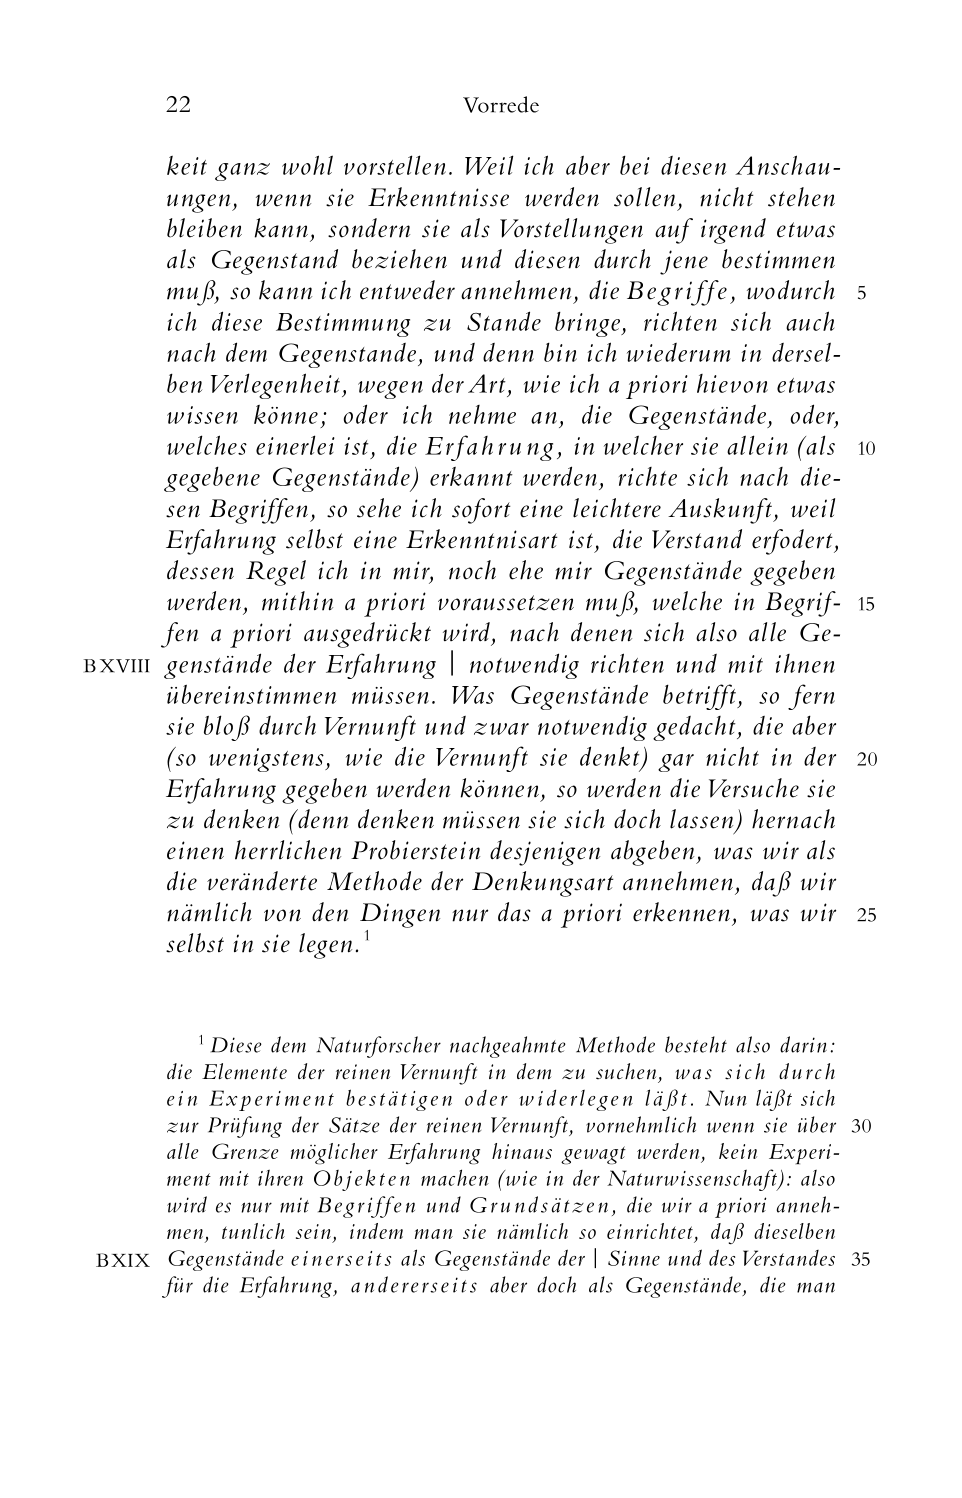 22 Vorrede
keit ganz wohl vorstellen. Weil ich aber bei diesen Anschau-
ungen, wenn sie Erkenntnisse werden sollen, nicht stehen
bleiben kann, sondern sie als Vorstellungen auf irgend etwas
als Gegenstand beziehen und diesen durch jene bestimmen
muß, so kann ich entweder annehmen, die Begriffe, wodurch 5
ich diese Bestimmung zu Stande bringe, richten sich auch
nach dem Gegenstande, und denn bin ich wiederum in dersel-
ben Verlegenheit, wegen der Art, wie ich a priori hievon etwas
wissen könne; oder ich nehme an, die Gegenstände, oder,
welches einerlei ist, die Erfahrung, in welcher sie allein (als 10
gegebene Gegenstände) erkannt werden, richte sich nach die-
sen Begriffen, so sehe ich sofort eine leichtere Auskunft, weil
Erfahrung selbst eine Erkenntnisart ist, die Verstand erfodert,
dessen Regel ich in mir, noch ehe mir Gegenstände gegeben
werden, mithin a priori voraussetzen muß, welche in Begrif- 15
fen a priori ausgedrückt wird, nach denen sich also alle Ge-
B XVIII genstände der Erfahrung | notwendig richten und mit ihnen
übereinstimmen müssen. Was Gegenstände betrifft, so fern
sie bloß durch Vernunft und zwar notwendig gedacht, die aber
(so wenigstens, wie die Vernunft sie denkt) gar nicht in der 20
Erfahrung gegeben werden können, so werden die Versuche sie
zu denken (denn denken müssen sie sich doch lassen) hernach
einen herrlichen Probierstein desjenigen abgeben, was wir als
die veränderte Methode der Denkungsart annehmen, daß wir
nämlich von den Dingen nur das a priori erkennen, was wir 25
selbst in sie legen.¹
¹ Diese dem Naturforscher nachgeahmte Methode besteht also darin:
die Elemente der reinen Vernunft in dem zu suchen, was sich durch
ein Experiment bestätigen oder widerlegen läßt. Nun läßt sich
zur Prüfung der Sätze der reinen Vernunft, vornehmlich wenn sie über 30
alle Grenze möglicher Erfahrung hinaus gewagt werden, kein Experi-
ment mit ihren Objekten machen (wie in der Naturwissenschaft): also
wird es nur mit Begriffen und Grundsätzen, die wir a priori anneh-
men, tunlich sein, indem man sie nämlich so einrichtet, daß dieselben
B XIX Gegenstände einerseits als Gegenstände der | Sinne und des Verstandes 35
für die Erfahrung, andererseits aber doch als Gegenstände, die man